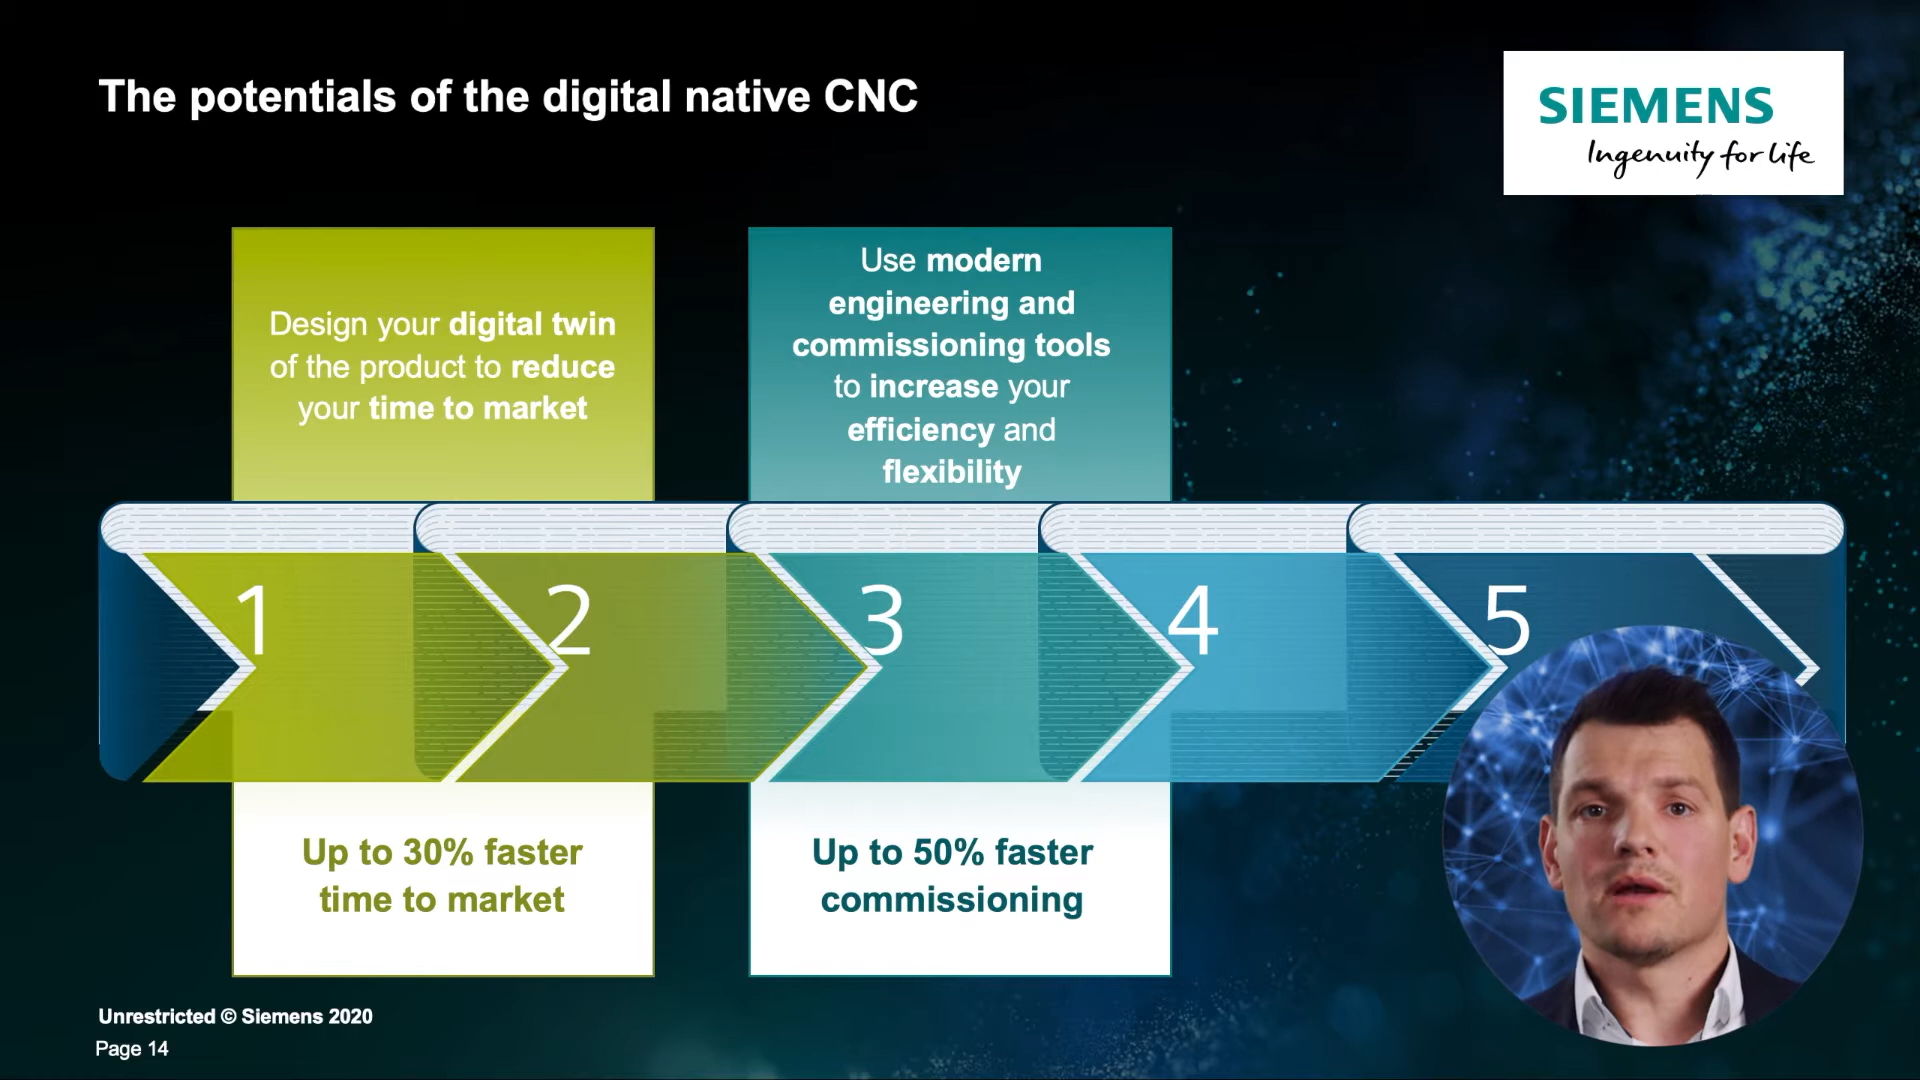 The potentials of the digital native CNC
SIEMENS
Ingenuity for life
Design your digital twin
of the product to reduce
your time to market
Use modern
engineering and
commissioning tools
to increase your
efficiency and
flexibility
1
2
3
4
5
Up to 30% faster
time to market
Up to 50% faster
commissioning
Unrestricted © Siemens 2020
Page 14